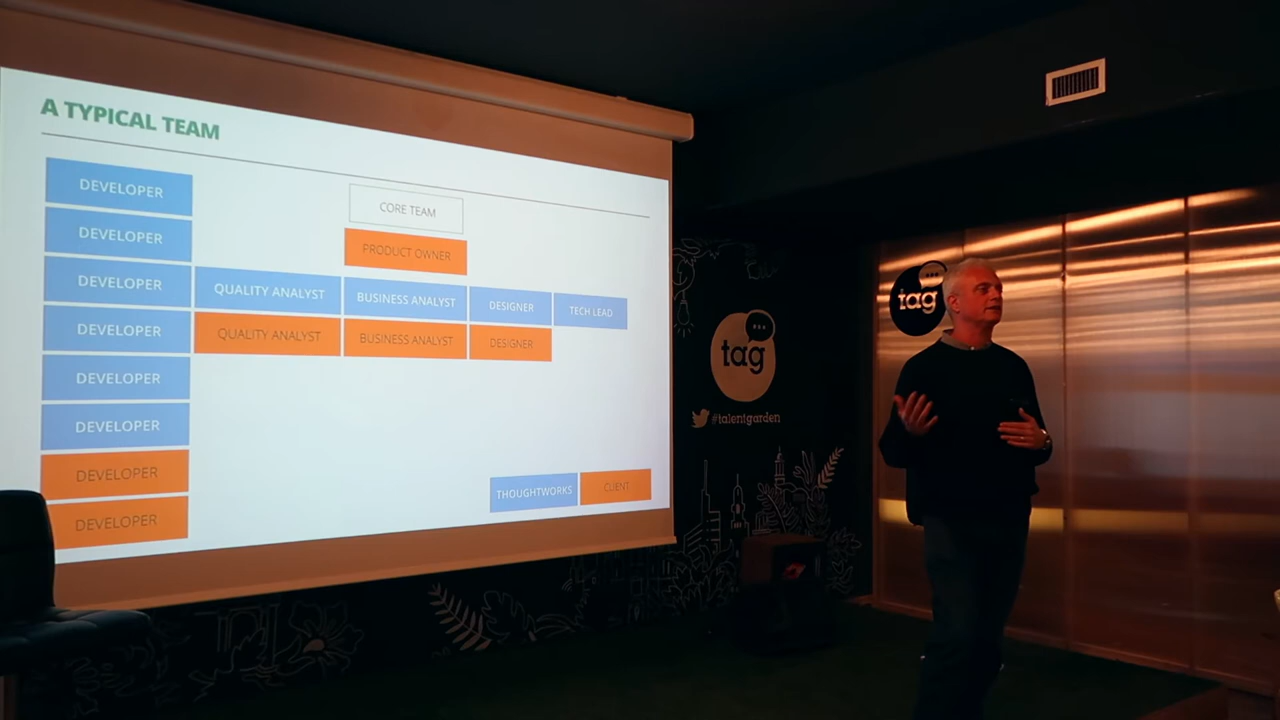 A TYPICAL TEAM
DEVELOPER
CORE TEAM
DEVELOPER
PRODUCT OWNER
DEVELOPER
QUALITY ANALYST
BUSINESS ANALYST
DESIGNER
TECH LEAD
DEVELOPER
QUALITY ANALYST
BUSINESS ANALYST
DESIGNER
DEVELOPER
DEVELOPER
DEVELOPER
DEVELOPER
THOUGHTWORKS
CLIENT
tag
#talentgarden
tag